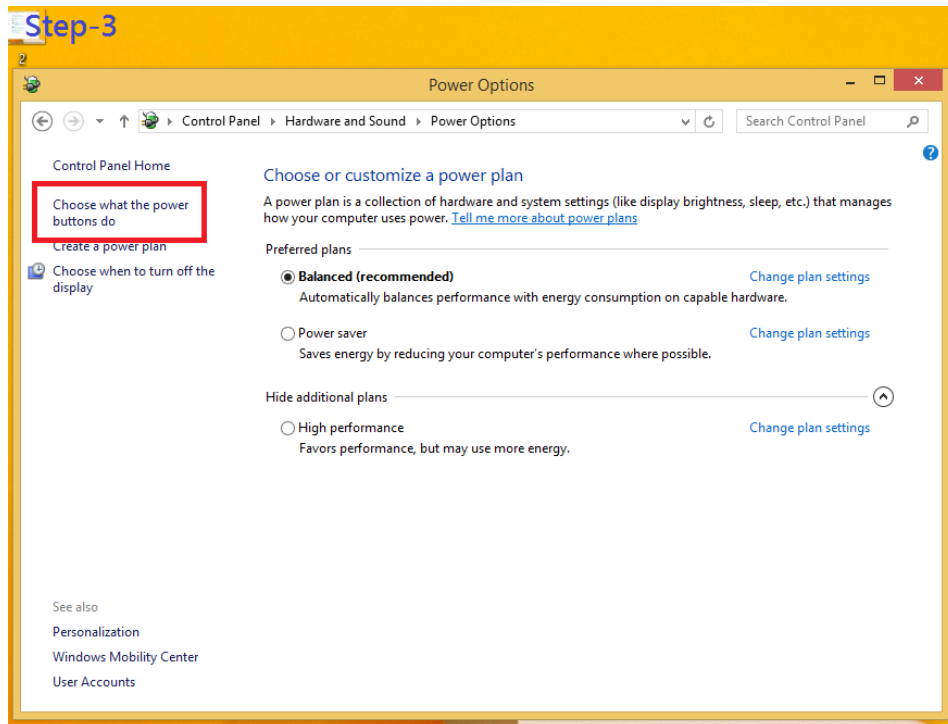 Step-3
2
Power Options
Control Panel Hardware and Sound Power Options
Search Control Panel
Control Panel Home
Choose what the power
buttons do
Create a power plan
Choose when to turn off the
display
Choose or customize a power plan
A power plan is a collection of hardware and system settings (like display brightness, sleep, etc.) that manages
how your computer uses power. Tell me more about power plans
Preferred plans
Balanced (recommended) Change plan settings
Automatically balances performance with energy consumption on capable hardware.
Power saver Change plan settings
Saves energy by reducing your computer's performance where possible.
Hide additional plans
High performance Change plan settings
Favors performance, but may use more energy.
See also
Personalization
Windows Mobility Center
User Accounts